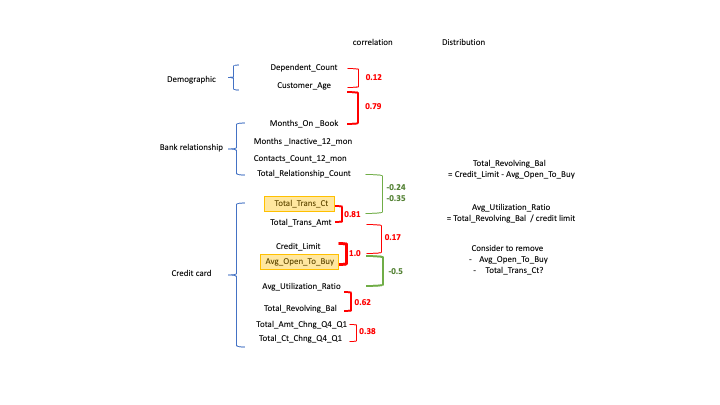 correlation
Distribution
Demographic
Dependent_Count
Customer_Age
0.12
0.79
Bank relationship
Months_On _Book
Months _Inactive_12_mon
Contacts_Count_12_mon
Total_Relationship_Count
-0.24
-0.35
Credit card
Total_Trans_Ct
Total_Trans_Amt
0.81
0.17
Credit_Limit
Avg_Open_To_Buy
1.0
-0.5
Avg_Utilization_Ratio
Total_Revolving_Bal
0.62
Total_Amt_Chng_Q4_Q1
Total_Ct_Chng_Q4_Q1
0.38
Total_Revolving_Bal
= Credit_Limit - Avg_Open_To_Buy
Avg_Utilization_Ratio
= Total_Revolving_Bal / credit limit
Consider to remove
- Avg_Open_To_Buy
- Total_Trans_Ct?